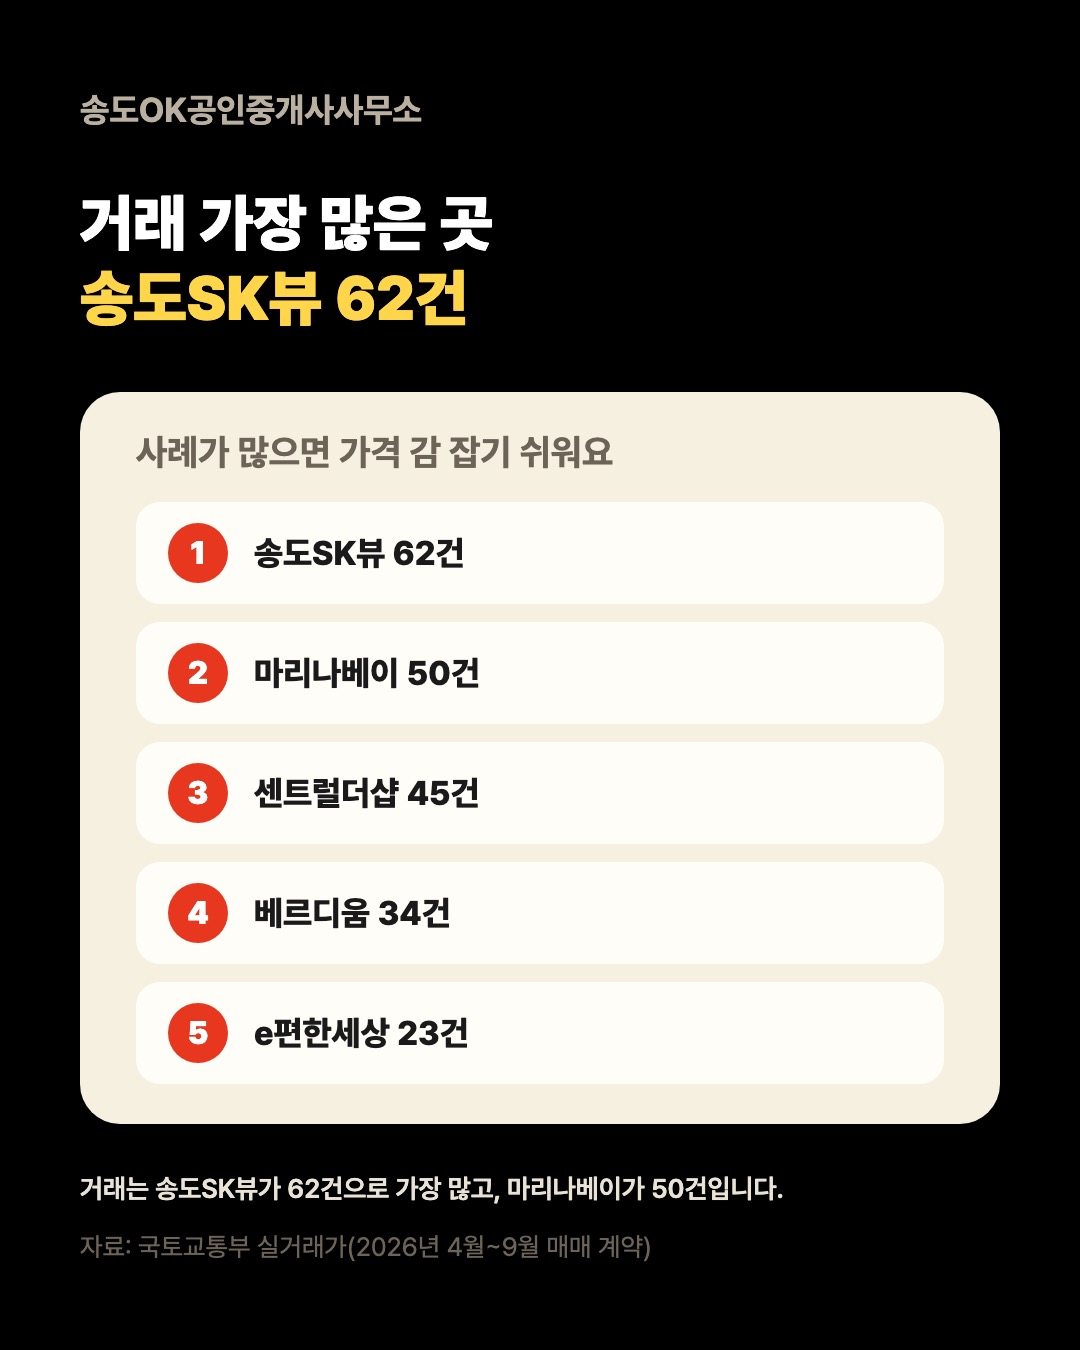 송도OK공인중개사사무소
거래 가장 많은 곳
송도SK뷰 62건
사례가 많으면 가격 감 잡기 쉬워요
1 송도SK뷰 62건
2 마리나베이 50건
3 센트럴더샵 45건
4 베르디움 34건
5 e편한세상 23건
거래는 송도SK뷰가 62건으로 가장 많고, 마리나베이가 50건입니다.
자료: 국토교통부 실거래가(2026년 4월~9월 매매 계약)